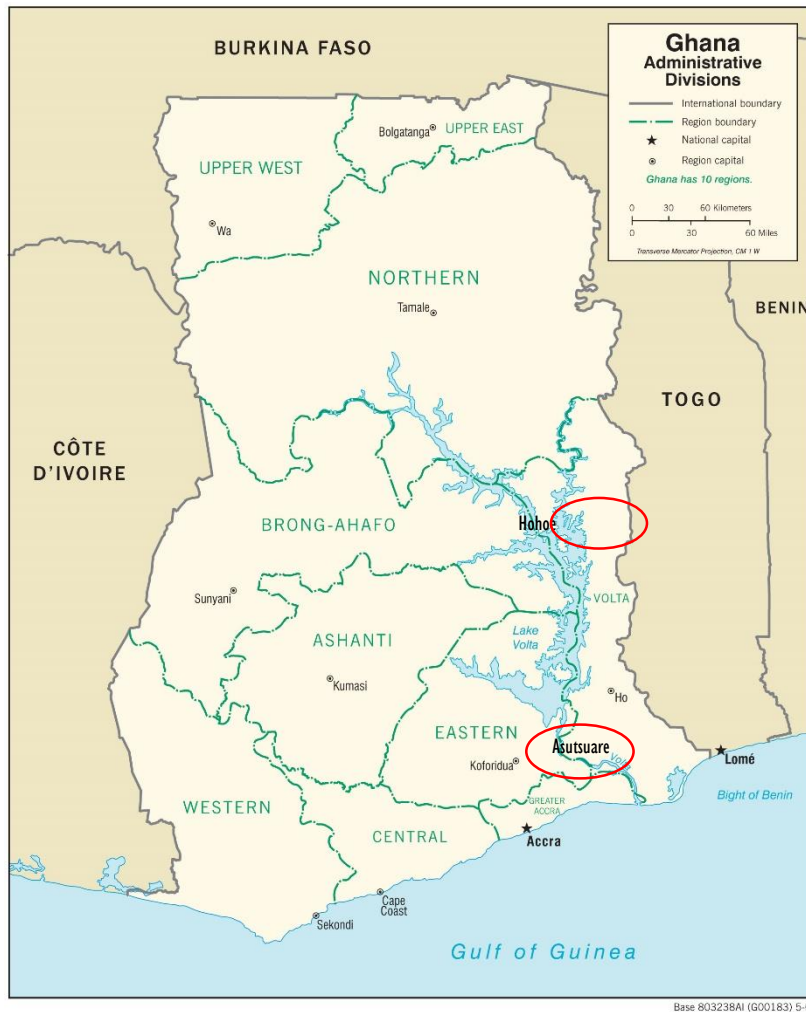 BURKINA FASO
Ghana
Administrative
Divisions
International boundary
Region boundary
National capital
Region capital
Ghana has 10 regions.
0 30 60 Kilometers
0 30 60 Miles
Transverse Mercator Projection, CM 1 W
UPPER EAST
Bolgatanga
UPPER WEST
Wa
NORTHERN
Tamale
BENIN
TOGO
CÔTE
D'IVOIRE
BRONG-AHAFO
Hohoe
Sunyani
VOLTA
ASHANTI
Lake
Volta
Kumasi
Ho
EASTERN
Asutsuare
Koforidua
Volta
Lomé
Bight of Benin
WESTERN
GREATER
ACCRA
CENTRAL
Accra
Cape
Coast
Sekondi
Gulf of Guinea